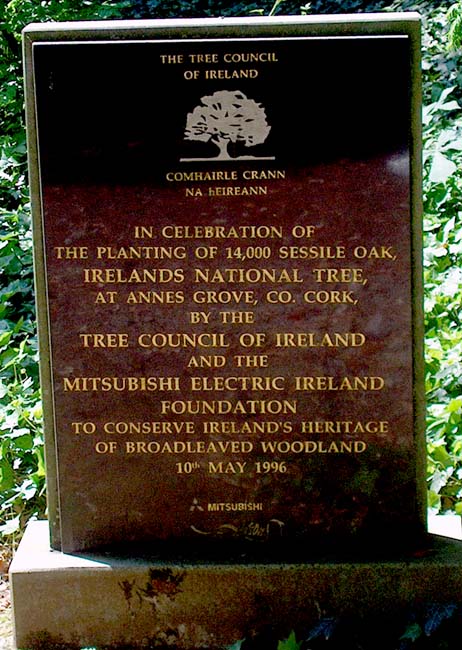 THE TREE COUNCIL
OF IRELAND
COMHAIRLE CRANN
NA hEIREANN
IN CELEBRATION OF
THE PLANTING OF 14,000 SESSILE OAK,
IRELANDS NATIONAL TREE,
AT ANNES GROVE, CO. CORK,
BY THE
TREE COUNCIL OF IRELAND
AND THE
MITSUBISHI ELECTRIC IRELAND
FOUNDATION
TO CONSERVE IRELAND'S HERITAGE
OF BROADLEAVED WOODLAND
10th MAY 1996
MITSUBISHI